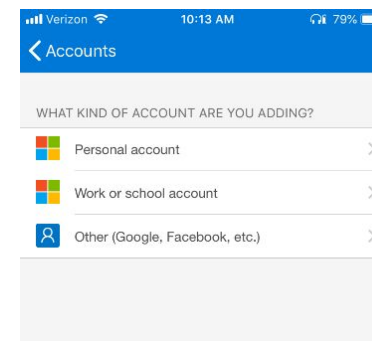 Verizon 10:13 AM 79%
Accounts
WHAT KIND OF ACCOUNT ARE YOU ADDING?
Personal account
Work or school account
Other (Google, Facebook, etc.)